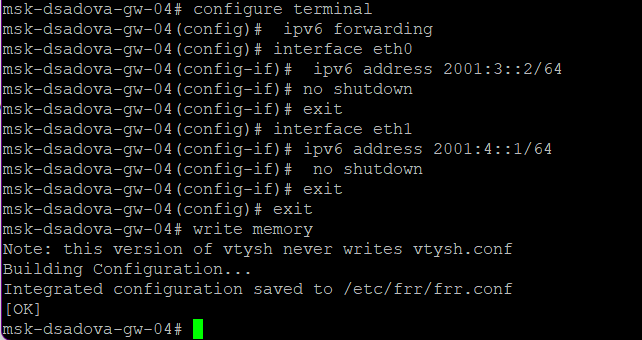 msk-dsadova-gw-04# configure terminal
msk-dsadova-gw-04(config)#  ipv6 forwarding
msk-dsadova-gw-04(config)# interface eth0
msk-dsadova-gw-04(config-if)#  ipv6 address 2001:3::2/64
msk-dsadova-gw-04(config-if)# no shutdown
msk-dsadova-gw-04(config-if)# exit
msk-dsadova-gw-04(config)# interface eth1
msk-dsadova-gw-04(config-if)# ipv6 address 2001:4::1/64
msk-dsadova-gw-04(config-if)#  no shutdown
msk-dsadova-gw-04(config-if)# exit
msk-dsadova-gw-04(config)# exit
msk-dsadova-gw-04# write memory
Note: this version of vtysh never writes vtysh.conf
Building Configuration...
Integrated configuration saved to /etc/frr/frr.conf
[OK]
msk-dsadova-gw-04#